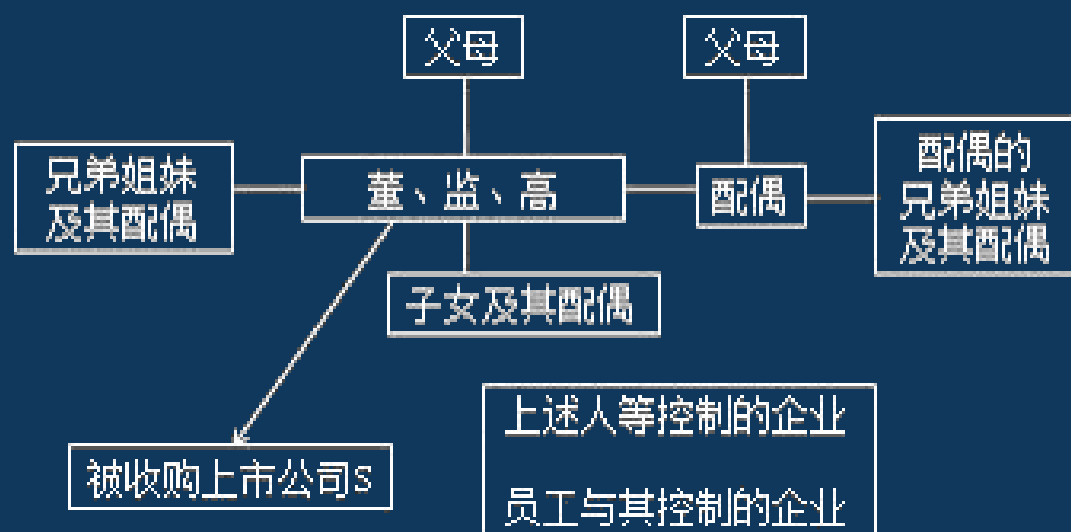 父母
父母
兄弟姐妹
及其配偶
董、监、高
配偶
配偶的
兄弟姐妹
及其配偶
子女及其配偶
上述人等控制的企业
被收购上市公司S
员工与其控制的企业